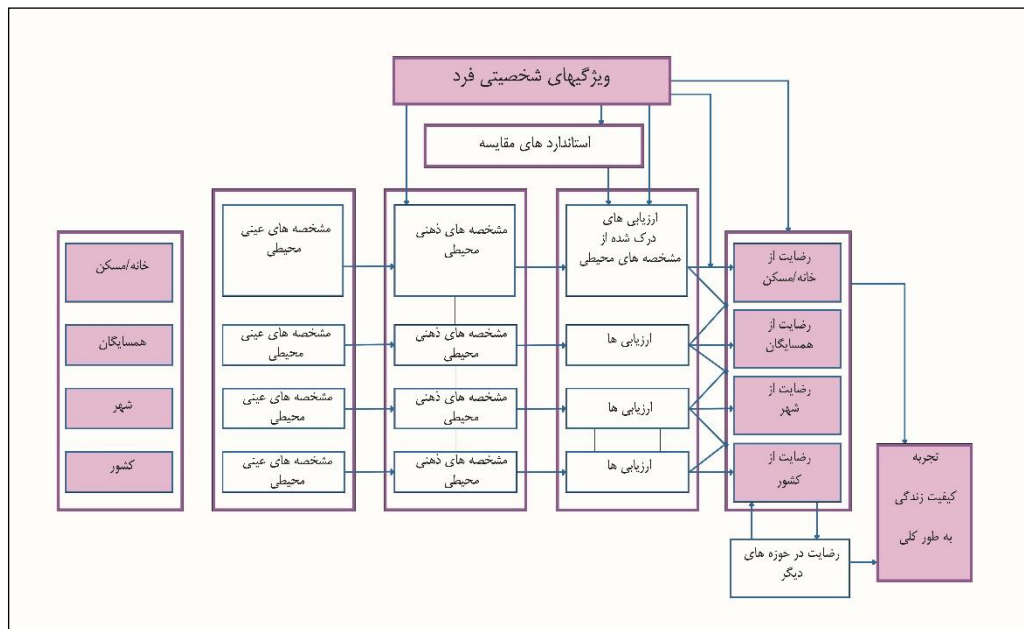 ویژگیهای شخصیتی فرد
استاندارد های مقایسه
خانه/مسکن
همسایگان
شهر
کشور
مشخصه های عینی
محیطی
مشخصه های عینی
محیطی
مشخصه های عینی
محیطی
مشخصه های عینی
محیطی
مشخصه های ذهنی
محیطی
مشخصه های ذهنی
محیطی
مشخصه های ذهنی
محیطی
مشخصه های ذهنی
محیطی
ارزیابی های
درک شده از
مشخصه های محیطی
ارزیابی ها
ارزیابی ها
ارزیابی ها
رضایت از
خانه/مسکن
رضایت از
همسایگان
رضایت از
شهر
رضایت از
کشور
رضایت در حوزه های
دیگر
تجربه
کیفیت زندگی
به طور کلی